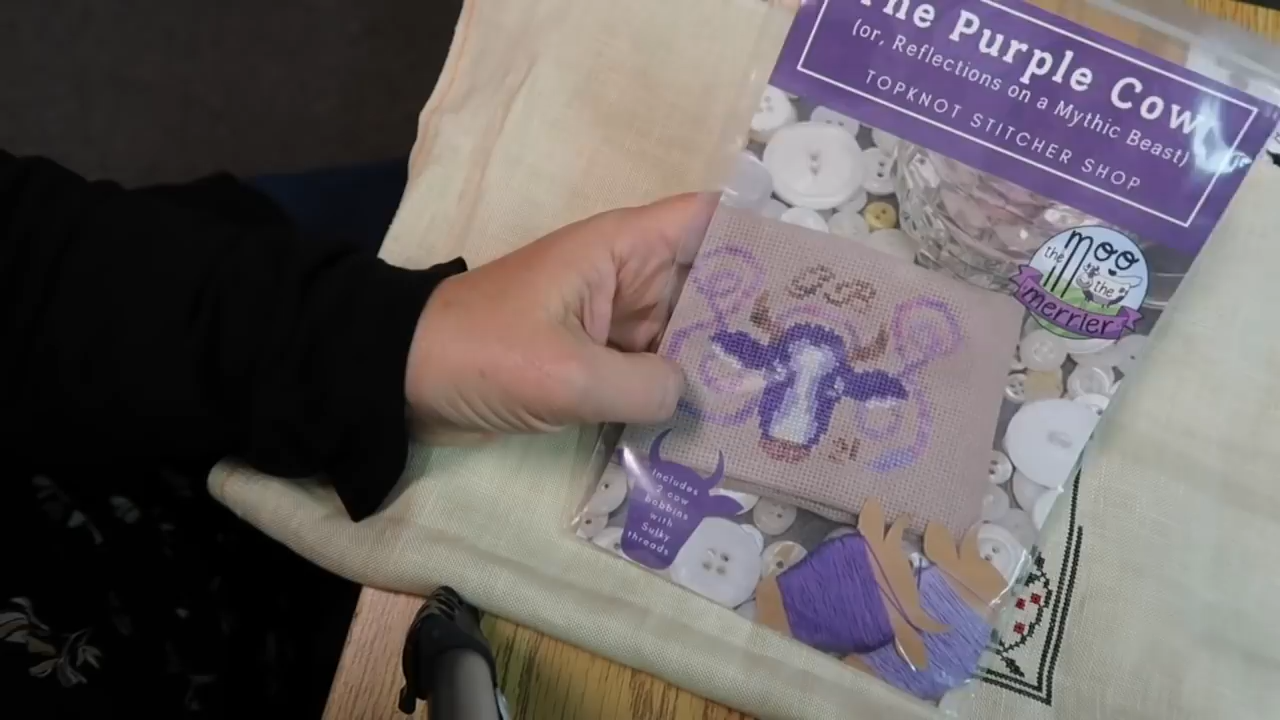 The Purple Cow
(or, Reflections on a Mythic Beast)
TOPKNOT STITCHER SHOP
the moo
the
merrier
Includes
2 cow
bobbins
with
Sulky
threads